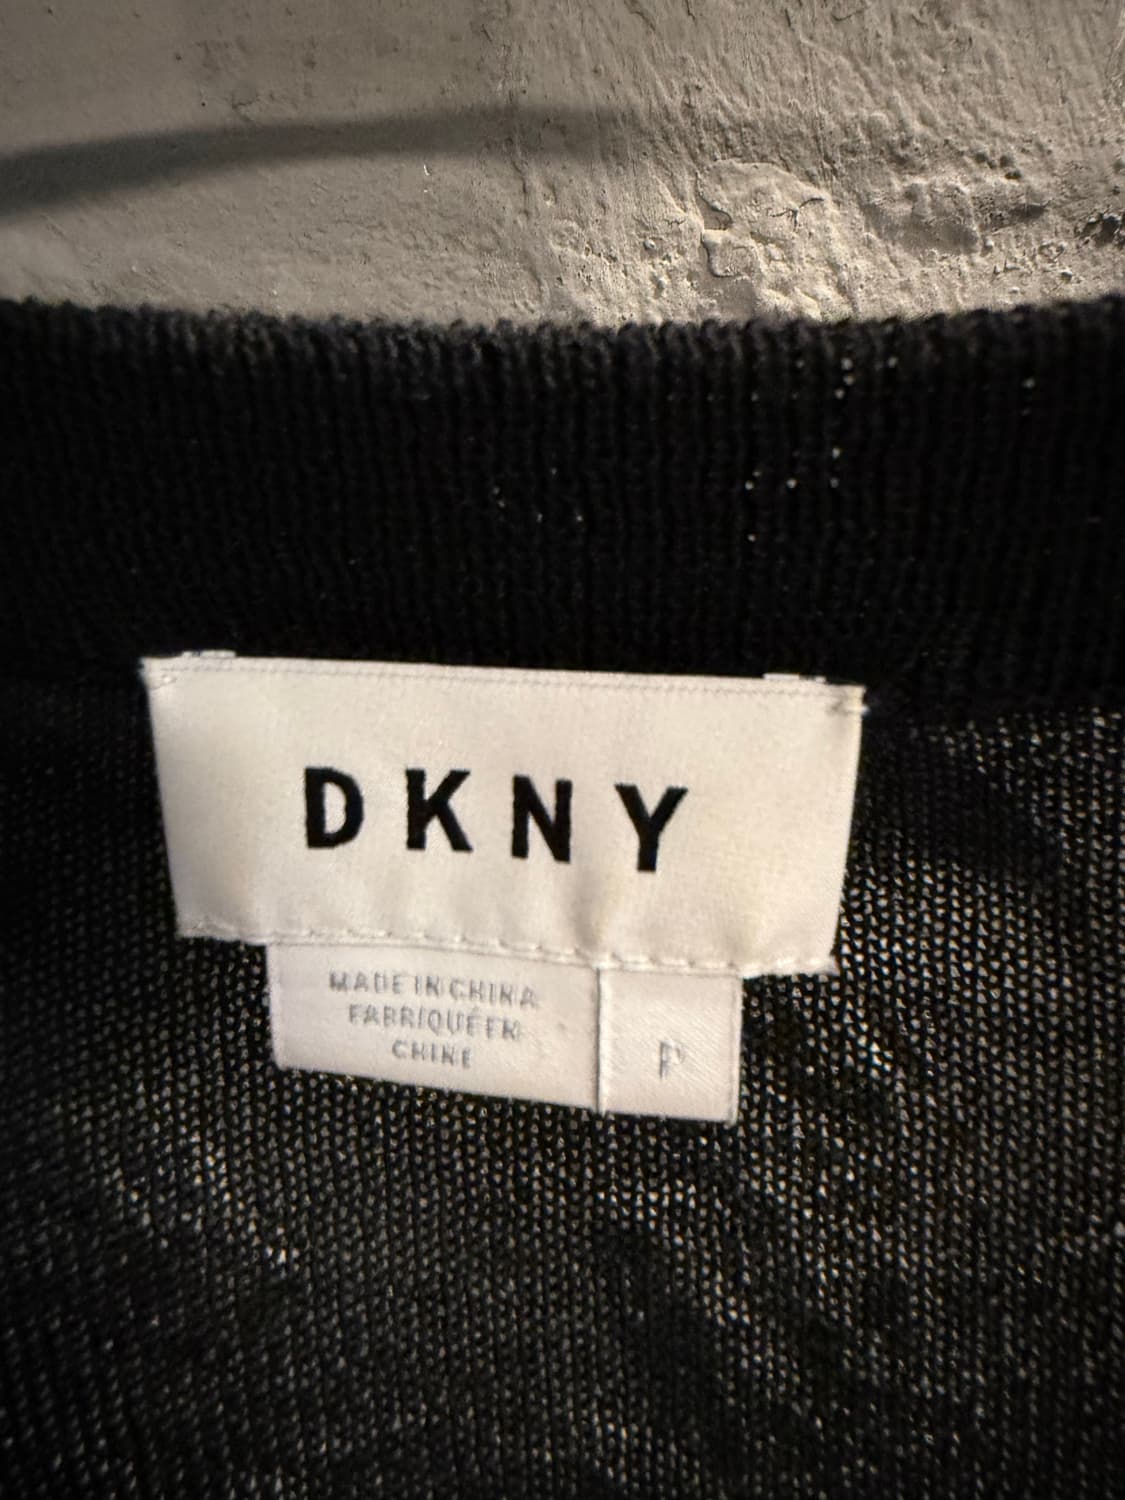 DKNY
MADE IN CHINA
FABRIQUÉ EN
CHINE
P